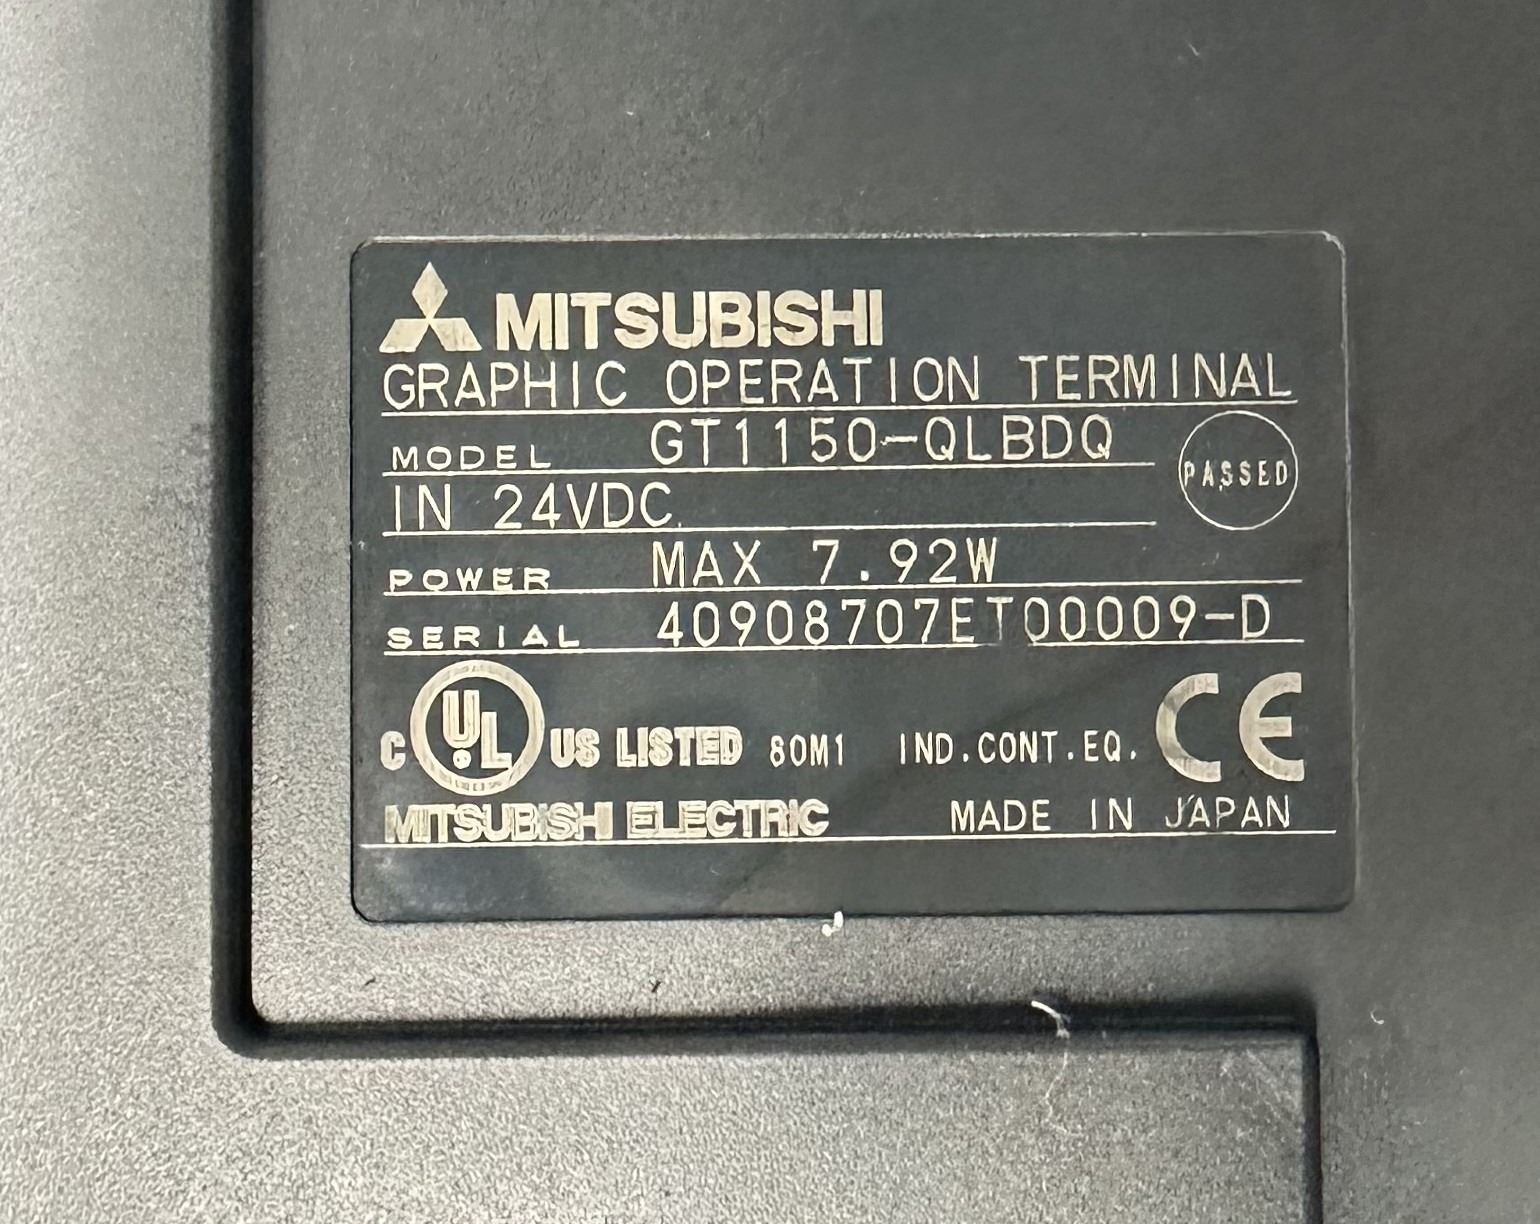 MITSUBISHI
GRAPHIC OPERATION TERMINAL
MODEL GT1150-QLBDQ
PASSED
IN 24VDC
POWER MAX 7.92W
SERIAL 40908707ET00009-D
C UL US LISTED 80M1 IND.CONT.EQ. CE
MITSUBISHI ELECTRIC MADE IN JAPAN